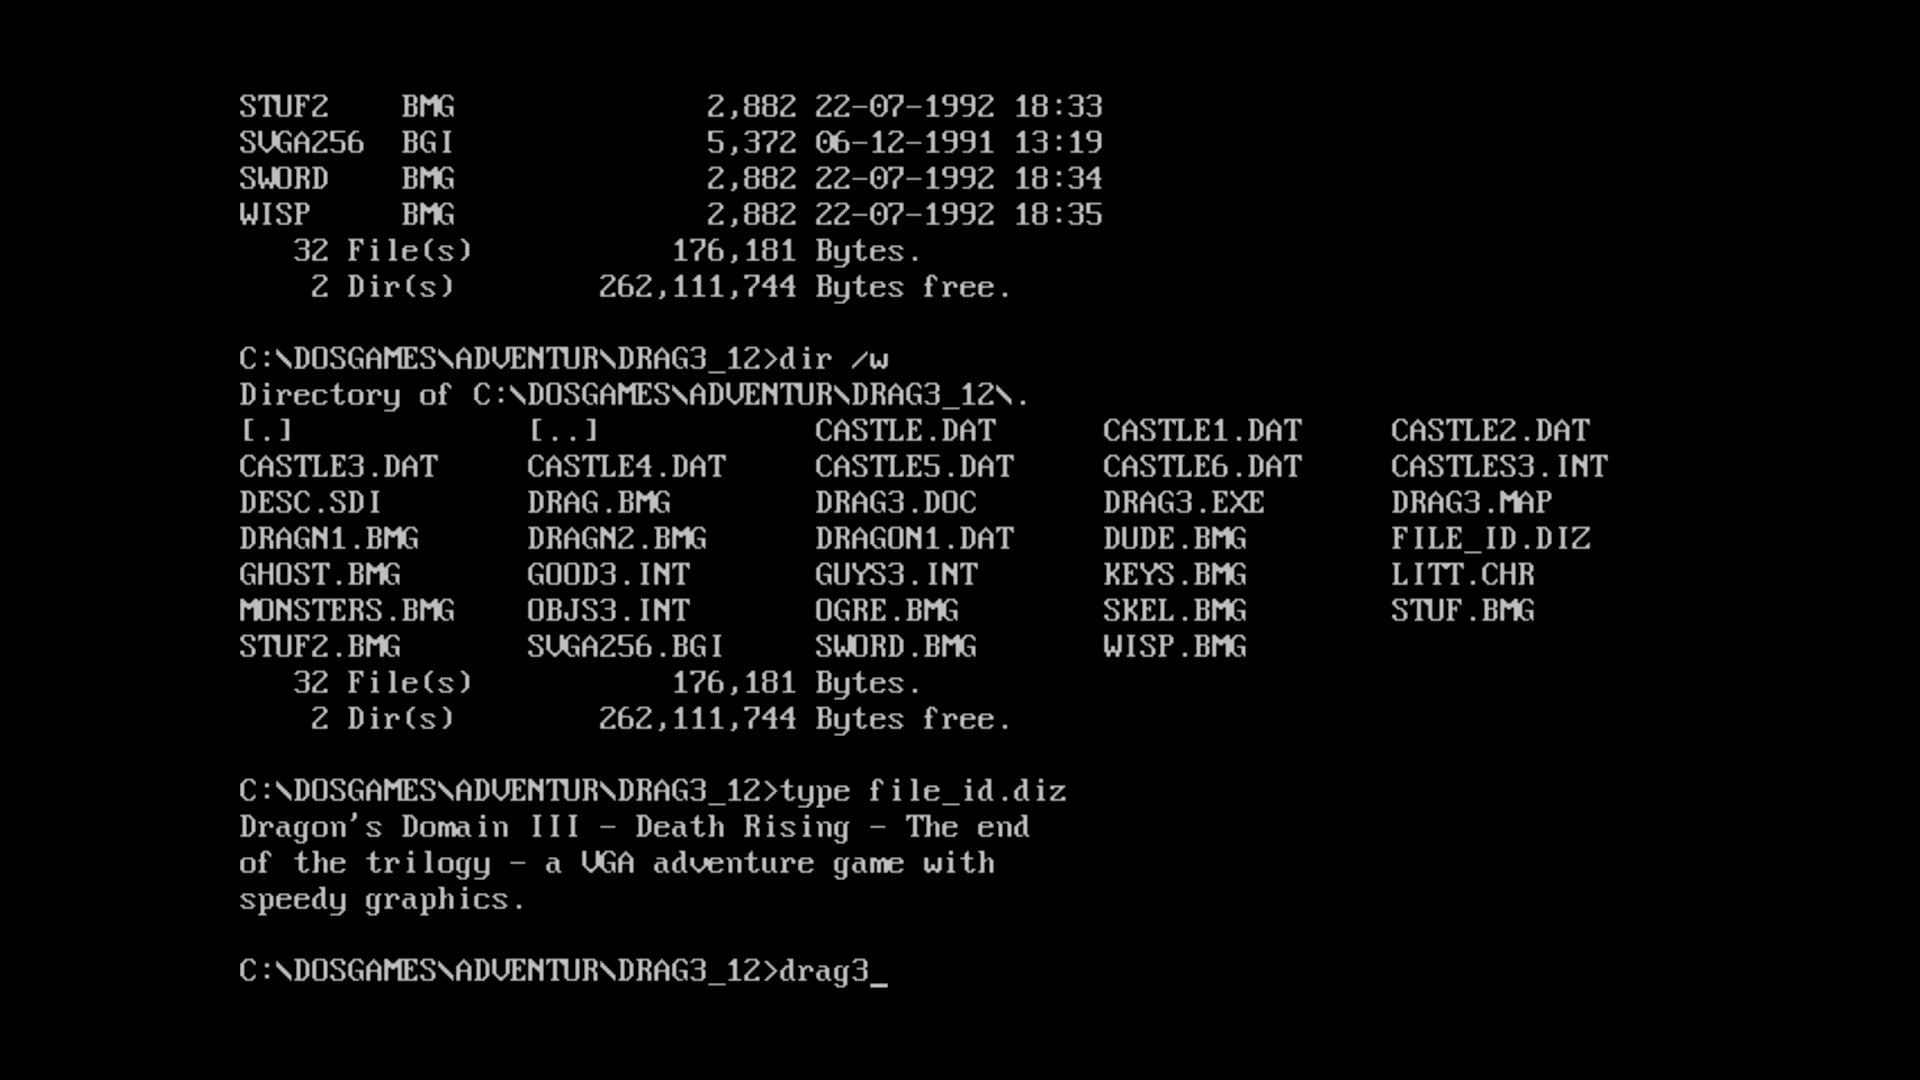 STUF2    BMG              2,882 22-07-1992 18:33
SVGA256  BGI              5,372 06-12-1991 13:19
SWORD    BMG              2,882 22-07-1992 18:34
WISP     BMG              2,882 22-07-1992 18:35
   32 File(s)           176,181 Bytes.
    2 Dir(s)        262,111,744 Bytes free.

C:\DOSGAMES\ADVENTUR\DRAG3_12>dir /w
Directory of C:\DOSGAMES\ADVENTUR\DRAG3_12\.
[.]             [..]            CASTLE.DAT      CASTLE1.DAT     CASTLE2.DAT
CASTLE3.DAT     CASTLE4.DAT     CASTLE5.DAT     CASTLE6.DAT     CASTLES3.INT
DESC.SDI        DRAG.BMG        DRAG3.DOC       DRAG3.EXE       DRAG3.MAP
DRAGN1.BMG      DRAGN2.BMG      DRAGON1.DAT     DUDE.BMG        FILE_ID.DIZ
GHOST.BMG       GOOD3.INT       GUYS3.INT       KEYS.BMG        LITT.CHR
MONSTERS.BMG    OBJS3.INT       OGRE.BMG        SKEL.BMG        STUF.BMG
STUF2.BMG       SVGA256.BGI     SWORD.BMG       WISP.BMG
   32 File(s)           176,181 Bytes.
    2 Dir(s)        262,111,744 Bytes free.

C:\DOSGAMES\ADVENTUR\DRAG3_12>type file_id.diz
Dragon's Domain III - Death Rising - The end
of the trilogy - a VGA adventure game with
speedy graphics.

C:\DOSGAMES\ADVENTUR\DRAG3_12>drag3_